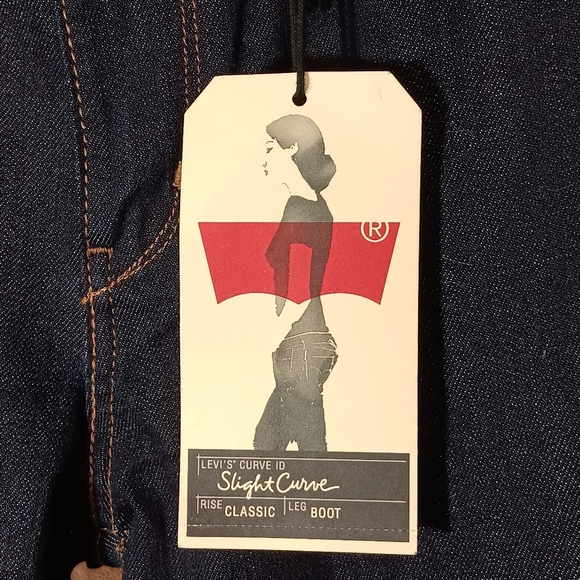 ®
LEVI'S® CURVE ID
Slight Curve
RISE CLASSIC LEG BOOT